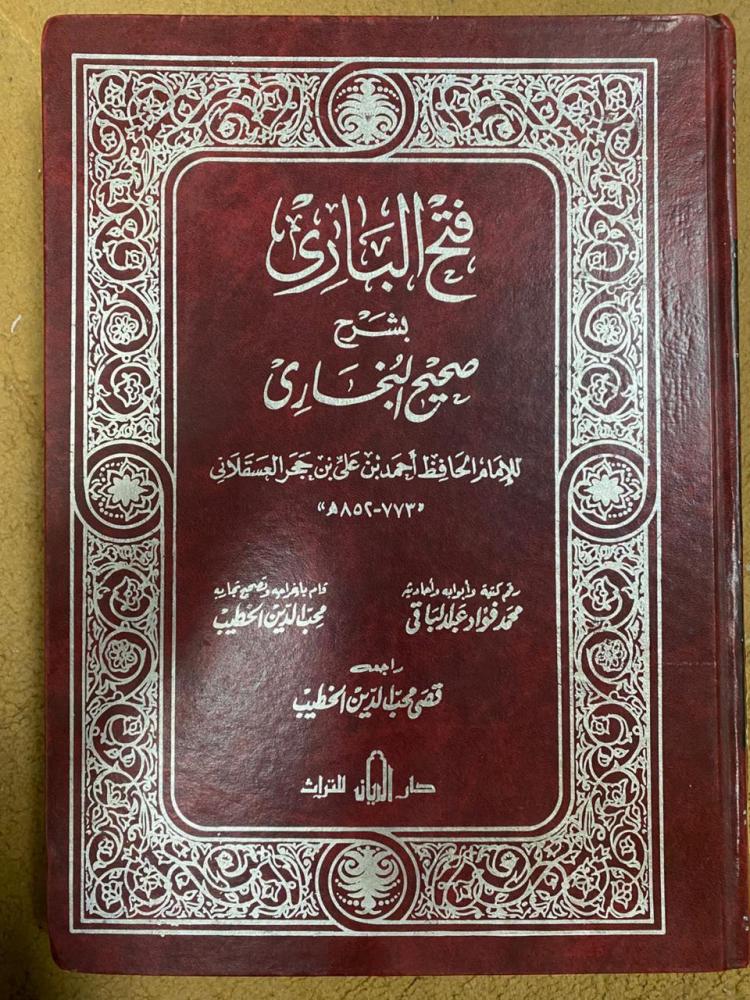 فتح الباري
بشرح
صحيح البخاري
للإمام الحافظ أحمد بن علي بن حجر العسقلاني
«٧٧٣-٨٥٢هـ»
رقم كتبه وأبوابه وأحاديثه
محمد فؤاد عبد الباقي
قام بإخراجه وتصحيح تجاربه
محب الدين الخطيب
راجعه
قصي محب الدين الخطيب
دار الريان للتراث